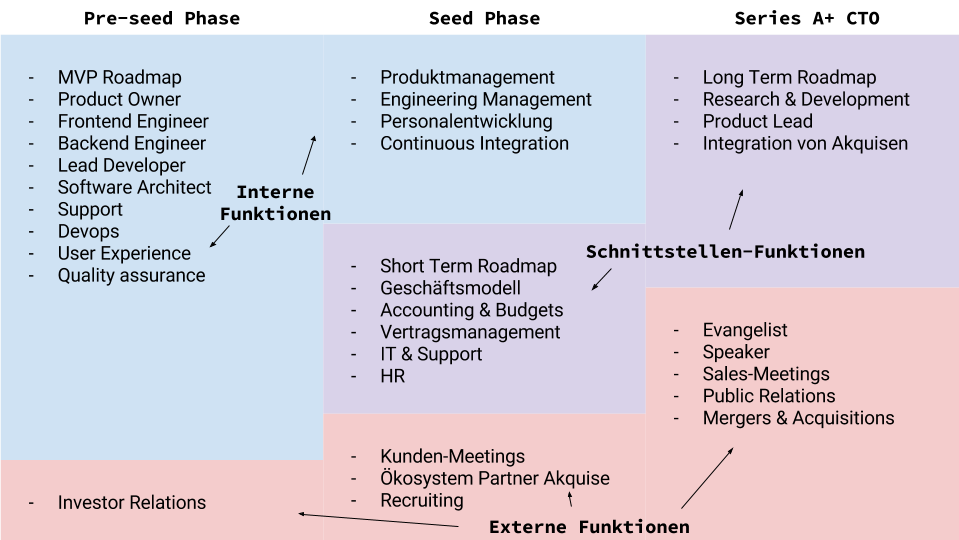 Pre-seed Phase
Seed Phase
Series A+ CTO
- MVP Roadmap
- Product Owner
- Frontend Engineer
- Backend Engineer
- Lead Developer
- Software Architect
- Support
- Devops
- User Experience
- Quality assurance
Interne
Funktionen
- Investor Relations
- Produktmanagement
- Engineering Management
- Personalentwicklung
- Continuous Integration
- Short Term Roadmap
- Geschäftsmodell
- Accounting & Budgets
- Vertragsmanagement
- IT & Support
- HR
- Kunden-Meetings
- Ökosystem Partner Akquise
- Recruiting
- Long Term Roadmap
- Research & Development
- Product Lead
- Integration von Akquisen
Schnittstellen-Funktionen
- Evangelist
- Speaker
- Sales-Meetings
- Public Relations
- Mergers & Acquisitions
Externe Funktionen